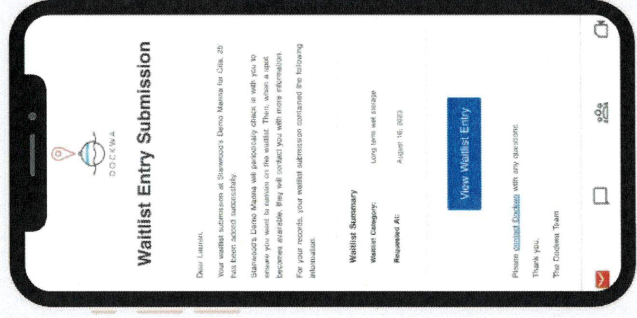 DOCKWA
Waitlist Entry Submission
Dear Lauren,
Your waitlist submissions at Stanwood's Demo Marina for Cilia, 25
has been added successfully.
Stanwood's Demo Marina will periodically check in with you to
ensure you want to remain on the waitlist. Then, when a spot
becomes available, they will contact you with more information.
For your records, your waitlist submission contained the following
information:
Waitlist Summary
Waitlist Category: Long term wet storage
Requested At: August 16, 2023
View Waitlist Entry
Please contact Dockwa with any questions.
Thank you,
The Dockwa Team